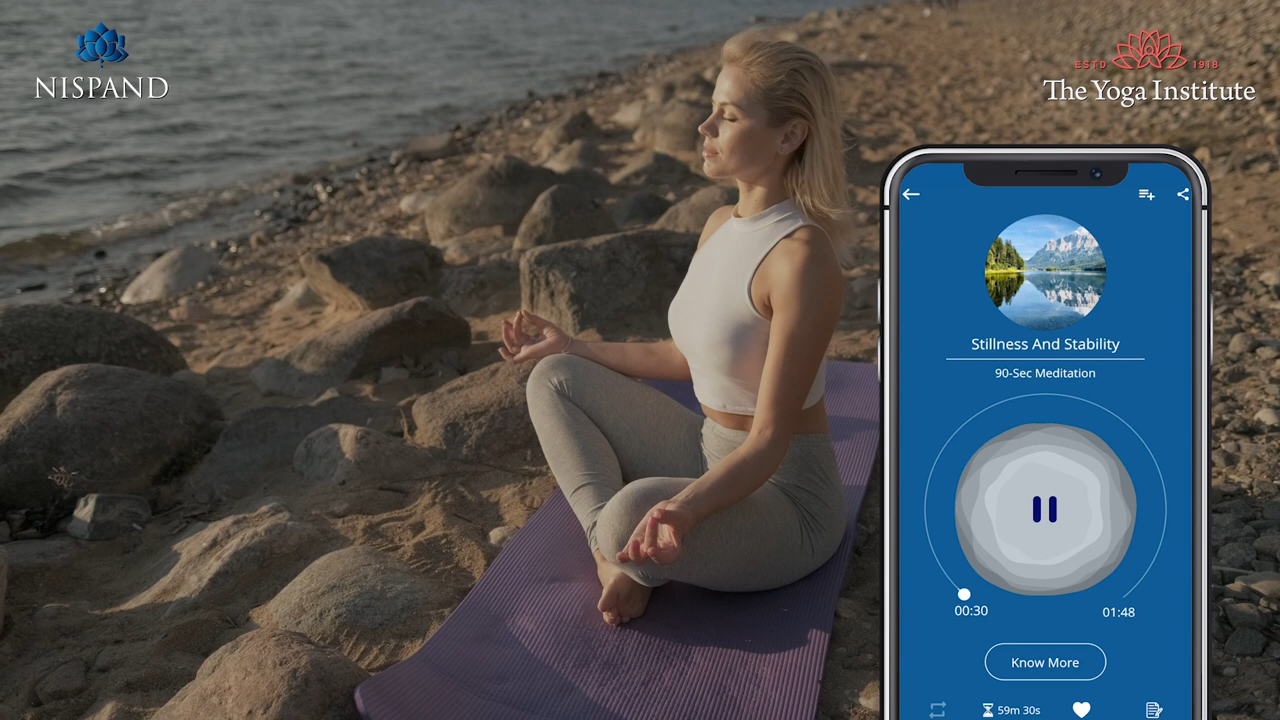 NISPAND
ESTD 1918
The Yoga Institute
Stillness And Stability
90-Sec Meditation
00:30
01:48
Know More
59m 30s